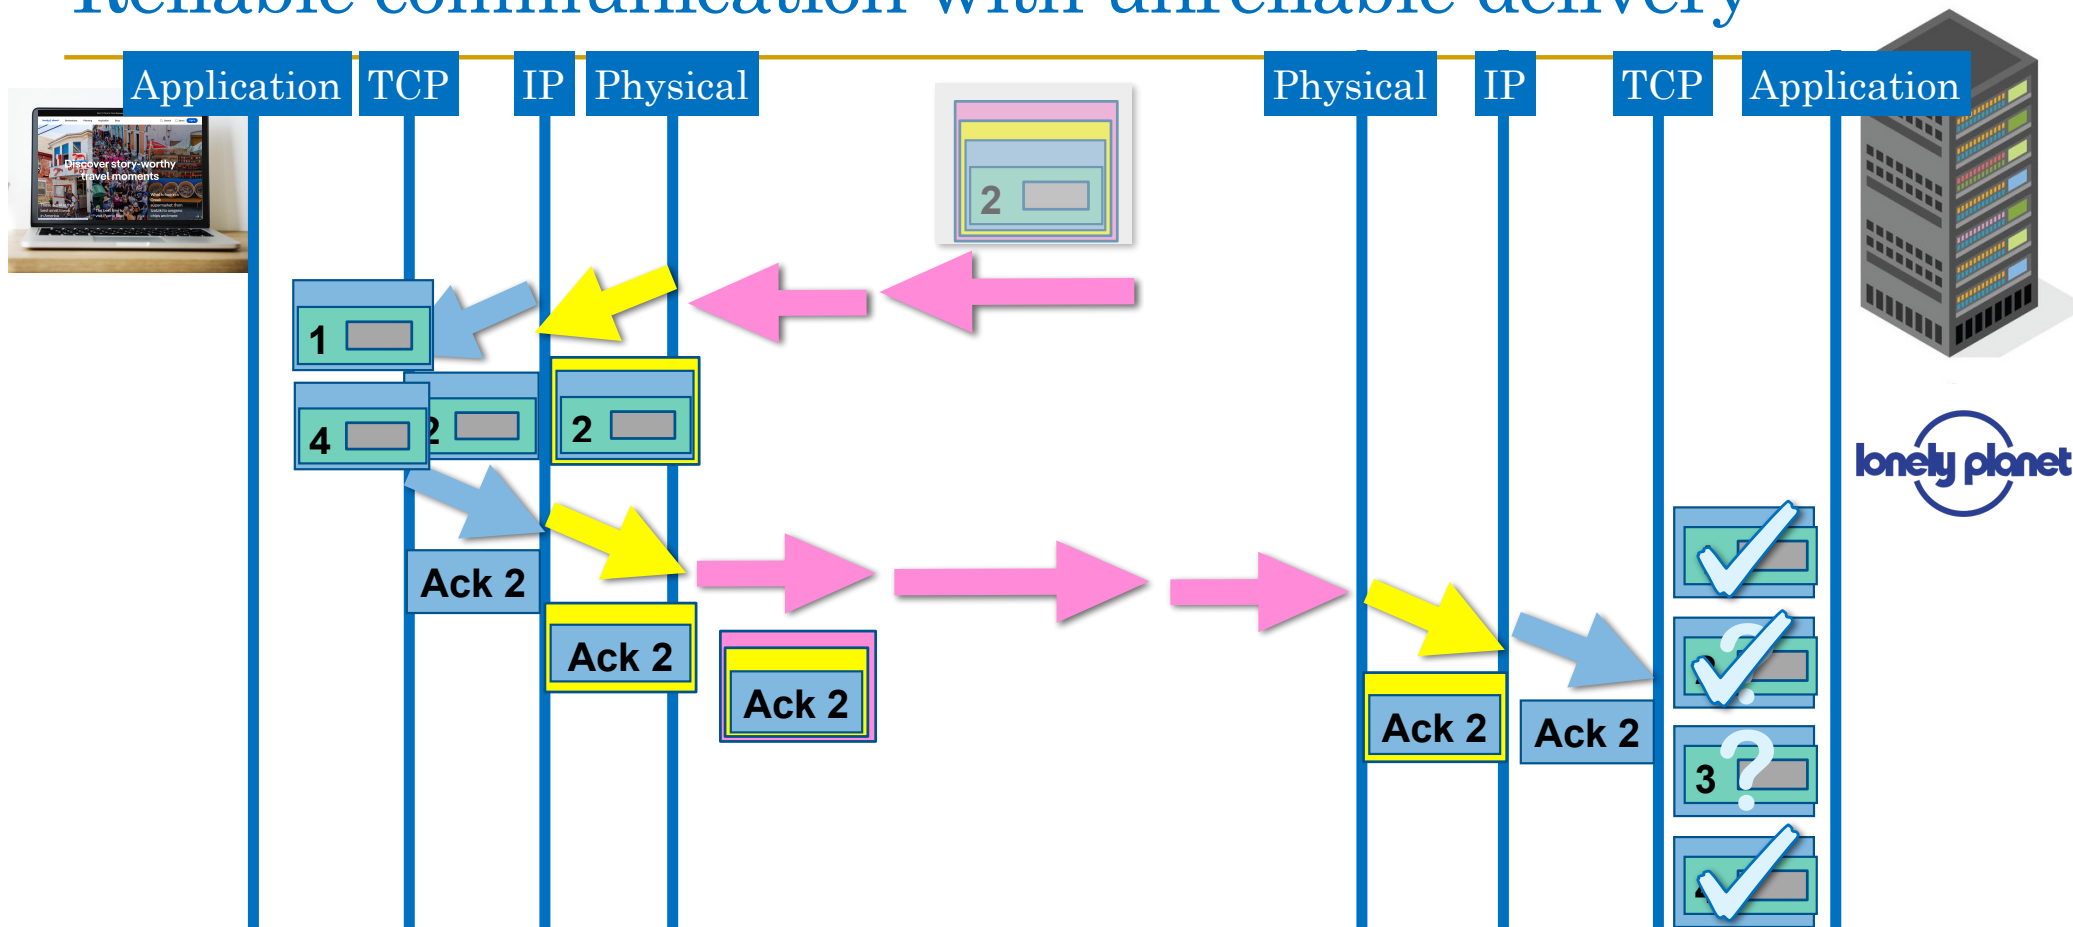 Reliable communication with unreliable delivery
Application TCP IP Physical
Physical IP TCP Application
Discover story-worthy
travel moments
2
1
4
2
2
Ack 2
Ack 2
Ack 2
Ack 2
Ack 2
lonely planet
?
3 ?